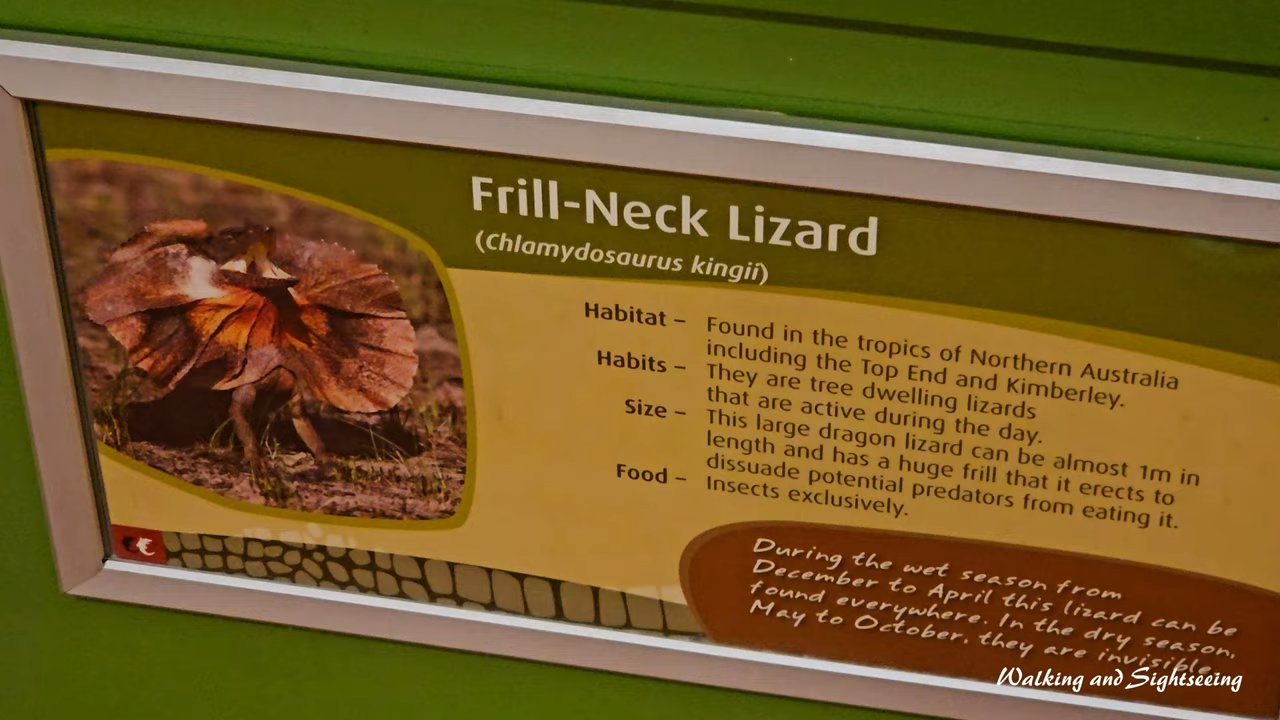 Frill-Neck Lizard
(Chlamydosaurus kingii)
Habitat – Found in the tropics of Northern Australia
including the Top End and Kimberley.
Habits – They are tree dwelling lizards
that are active during the day.
Size – This large dragon lizard can be almost 1m in
length and has a huge frill that it erects to
dissuade potential predators from eating it.
Food – Insects exclusively.
During the wet season from
December to April this lizard can be
found everywhere. In the dry season,
May to October, they are invisible.
Walking and Sightseeing